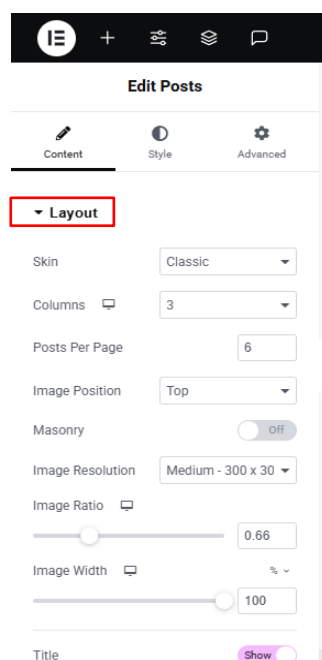 Edit Posts
Content Style Advanced
Layout
Skin Classic
Columns 3
Posts Per Page 6
Image Position Top
Masonry Off
Image Resolution Medium - 300 x 30
Image Ratio
0.66
Image Width %
100
Title Show